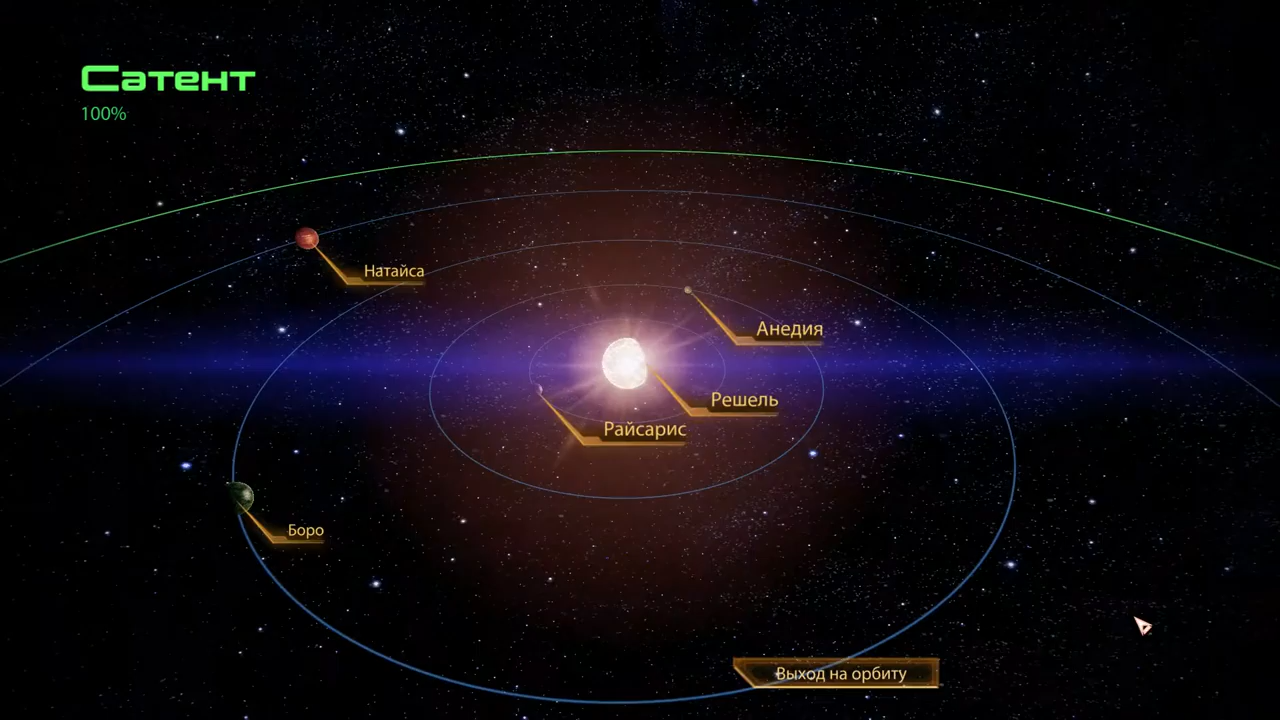 Сатент
100%
Натайса
Анедия
Решель
Райсарис
Боро
Выход на орбиту